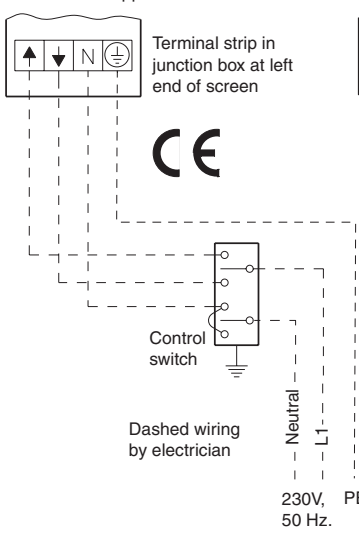 N
Terminal strip in
junction box at left
end of screen
CE
Control
switch
Neutral
L1
Dashed wiring
by electrician
230V,
50 Hz.
PE